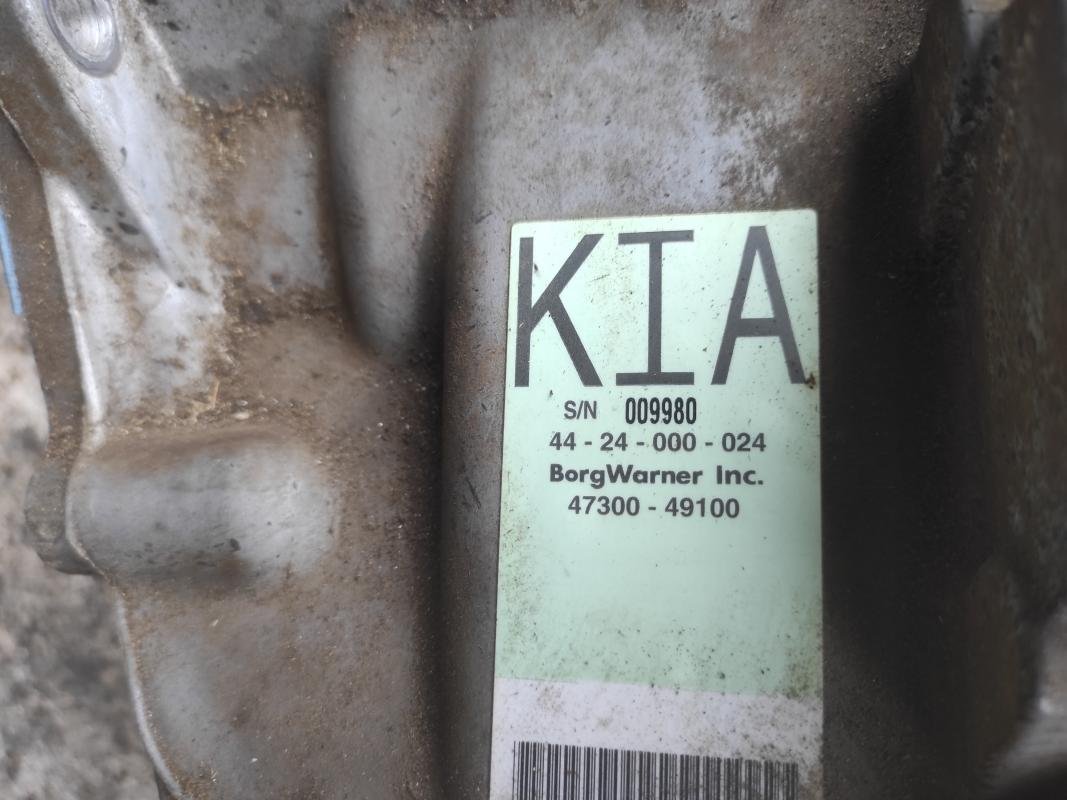 KIA
S/N 009980
44 - 24 - 000 - 024
BorgWarner Inc.
47300 - 49100